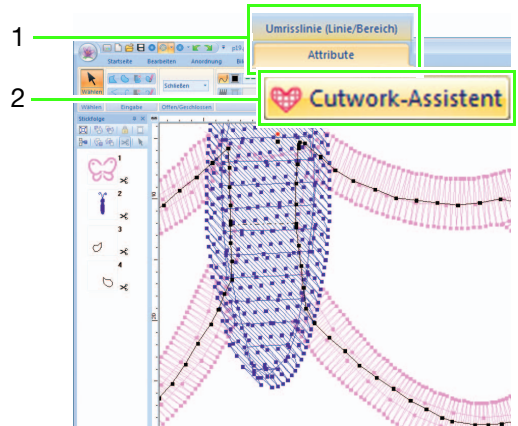 1
Umrisslinie (Linie/Bereich)
Attribute
2
Cutwork-Assistent
Startseite Bearbeiten Anordnung
Wählen
Schließen
Wählen Eingabe Offen/Geschlossen
Stickfolge
1
2
3
4